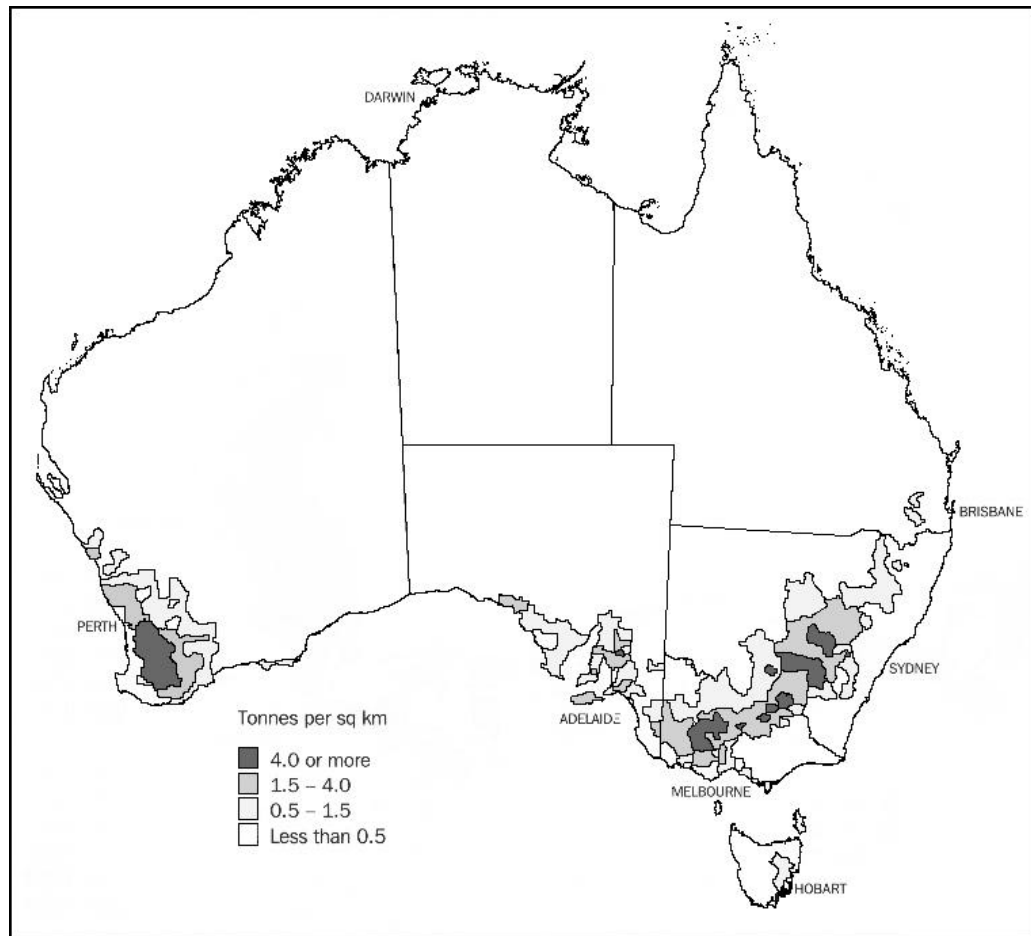 DARWIN
BRISBANE
PERTH
SYDNEY
ADELAIDE
MELBOURNE
HOBART
Tonnes per sq km
4.0 or more
1.5 – 4.0
0.5 – 1.5
Less than 0.5